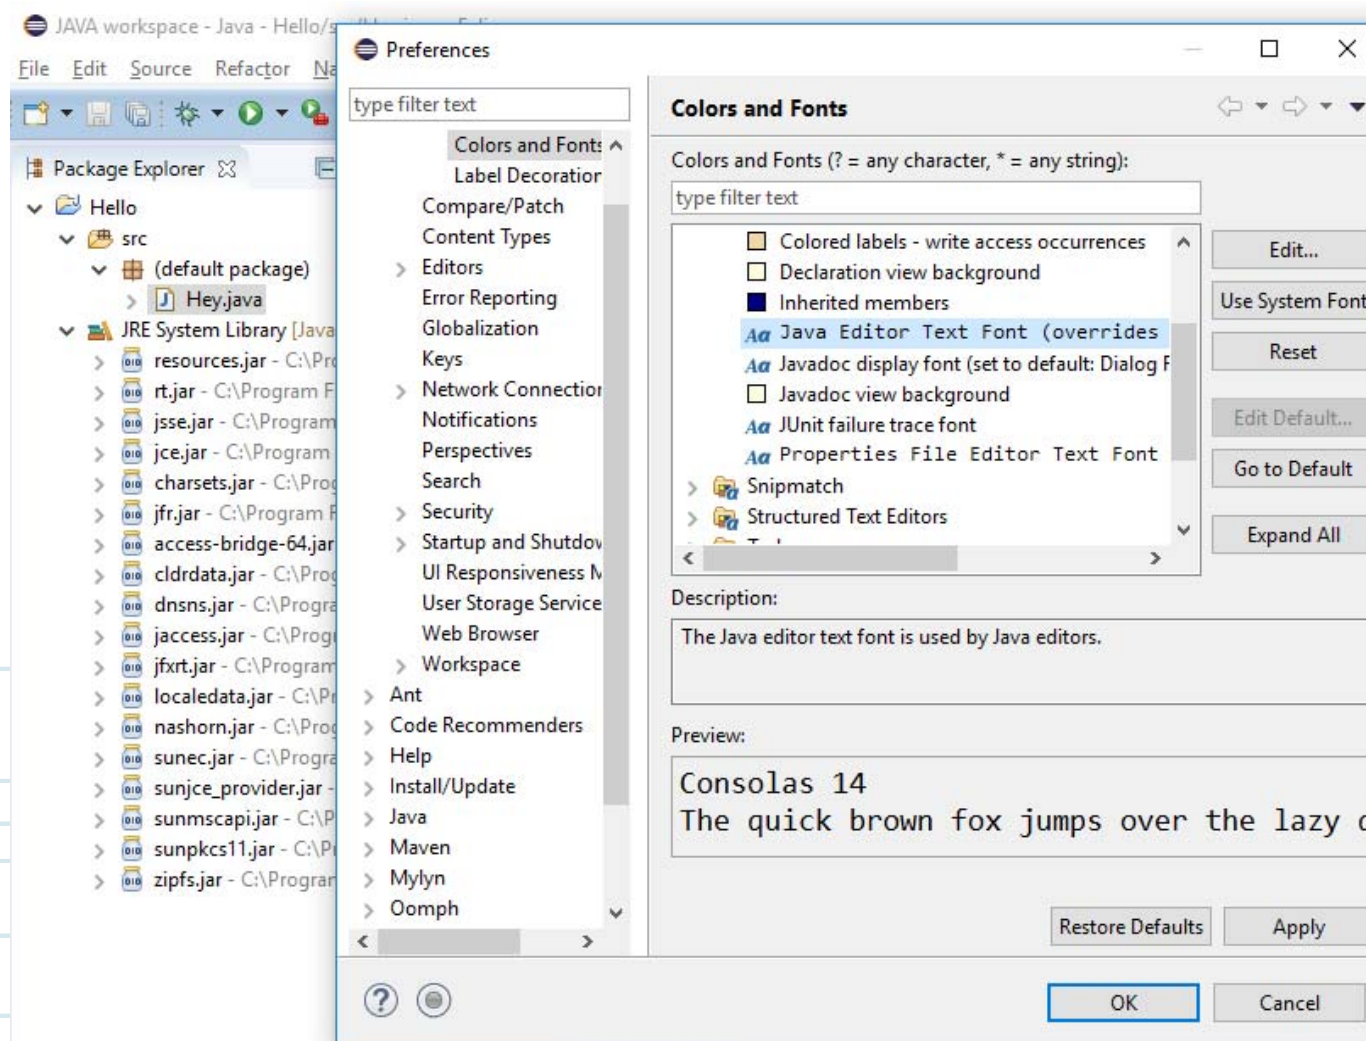 JAVA workspace - Java - Hello/s
File Edit Source Refactor Na
Package Explorer
Hello
src
(default package)
Hey.java
JRE System Library [Java
resources.jar - C:\Pro
rt.jar - C:\Program F
jsse.jar - C:\Program
jce.jar - C:\Program
charsets.jar - C:\Prog
jfr.jar - C:\Program F
access-bridge-64.jar
cldrdata.jar - C:\Prog
dnsns.jar - C:\Progra
jaccess.jar - C:\Progr
jfxrt.jar - C:\Program
localedata.jar - C:\Pr
nashorn.jar - C:\Prog
sunec.jar - C:\Progra
sunjce_provider.jar -
sunmscapi.jar - C:\P
sunpkcs11.jar - C:\Pr
zipfs.jar - C:\Program
Preferences
type filter text
Colors and Fonts
Label Decoration
Compare/Patch
Content Types
Editors
Error Reporting
Globalization
Keys
Network Connection
Notifications
Perspectives
Search
Security
Startup and Shutdow
UI Responsiveness M
User Storage Service
Web Browser
Workspace
Ant
Code Recommenders
Help
Install/Update
Java
Maven
Mylyn
Oomph
Colors and Fonts
Colors and Fonts (? = any character, * = any string):
type filter text
Colored labels - write access occurrences
Declaration view background
Inherited members
Aa Java Editor Text Font (overrides
Aa Javadoc display font (set to default: Dialog F
Javadoc view background
Aa JUnit failure trace font
Aa Properties File Editor Text Font
Snipmatch
Structured Text Editors
Edit...
Use System Font
Reset
Edit Default...
Go to Default
Expand All
Description:
The Java editor text font is used by Java editors.
Preview:
Consolas 14
The quick brown fox jumps over the lazy d
Restore Defaults
Apply
OK
Cancel